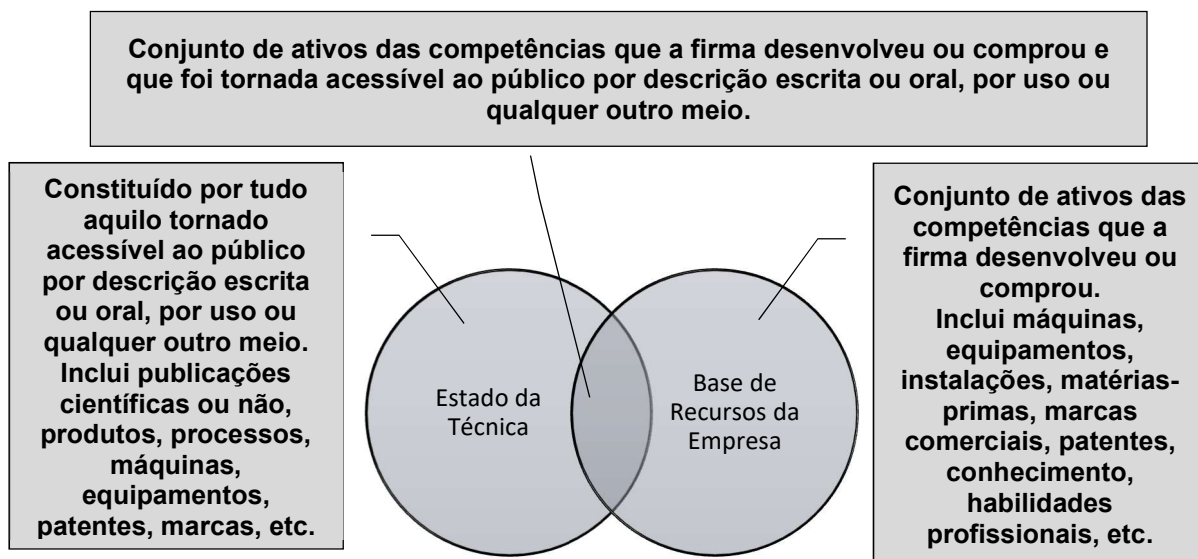 Conjunto de ativos das competências que a firma desenvolveu ou comprou e
que foi tornada acessível ao público por descrição escrita ou oral, por uso ou
qualquer outro meio.
Constituído por tudo
aquilo tornado
acessível ao público
por descrição escrita
ou oral, por uso ou
qualquer outro meio.
Inclui publicações
científicas ou não,
produtos, processos,
máquinas,
equipamentos,
patentes, marcas, etc.
Estado da
Técnica
Base de
Recursos da
Empresa
Conjunto de ativos das
competências que a
firma desenvolveu ou
comprou.
Inclui máquinas,
equipamentos,
instalações, matérias-
primas, marcas
comerciais, patentes,
conhecimento,
habilidades
profissionais, etc.